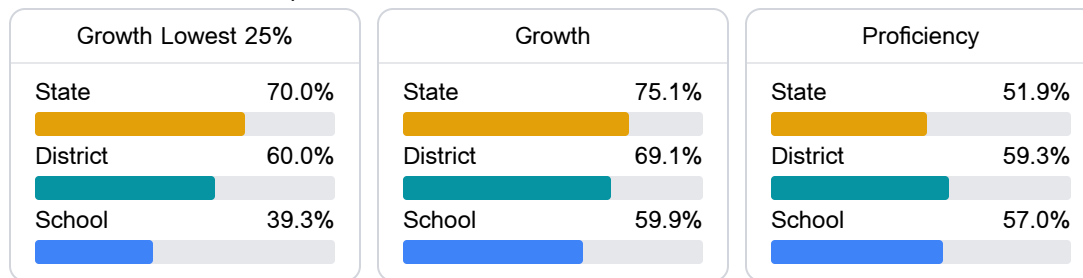 Growth Lowest 25%
State 70.0%
District 60.0%
School 39.3%
Growth
State 75.1%
District 69.1%
School 59.9%
Proficiency
State 51.9%
District 59.3%
School 57.0%